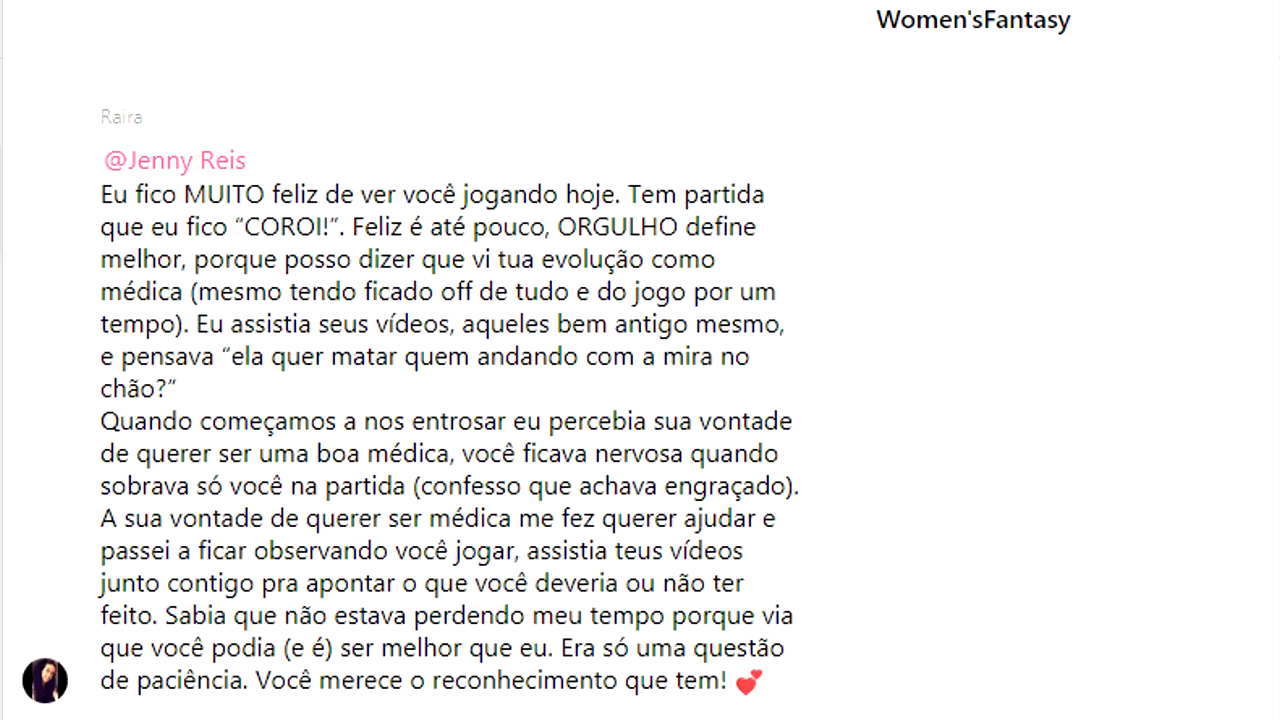 Women'sFantasy
Raira
@Jenny Reis
Eu fico MUITO feliz de ver você jogando hoje. Tem partida
que eu fico “COROI!”. Feliz é até pouco, ORGULHO define
melhor, porque posso dizer que vi tua evolução como
médica (mesmo tendo ficado off de tudo e do jogo por um
tempo). Eu assistia seus vídeos, aqueles bem antigo mesmo,
e pensava “ela quer matar quem andando com a mira no
chão?”
Quando começamos a nos entrosar eu percebia sua vontade
de querer ser uma boa médica, você ficava nervosa quando
sobrava só você na partida (confesso que achava engraçado).
A sua vontade de querer ser médica me fez querer ajudar e
passei a ficar observando você jogar, assistia teus vídeos
junto contigo pra apontar o que você deveria ou não ter
feito. Sabia que não estava perdendo meu tempo porque via
que você podia (e é) ser melhor que eu. Era só uma questão
de paciência. Você merece o reconhecimento que tem! 💕